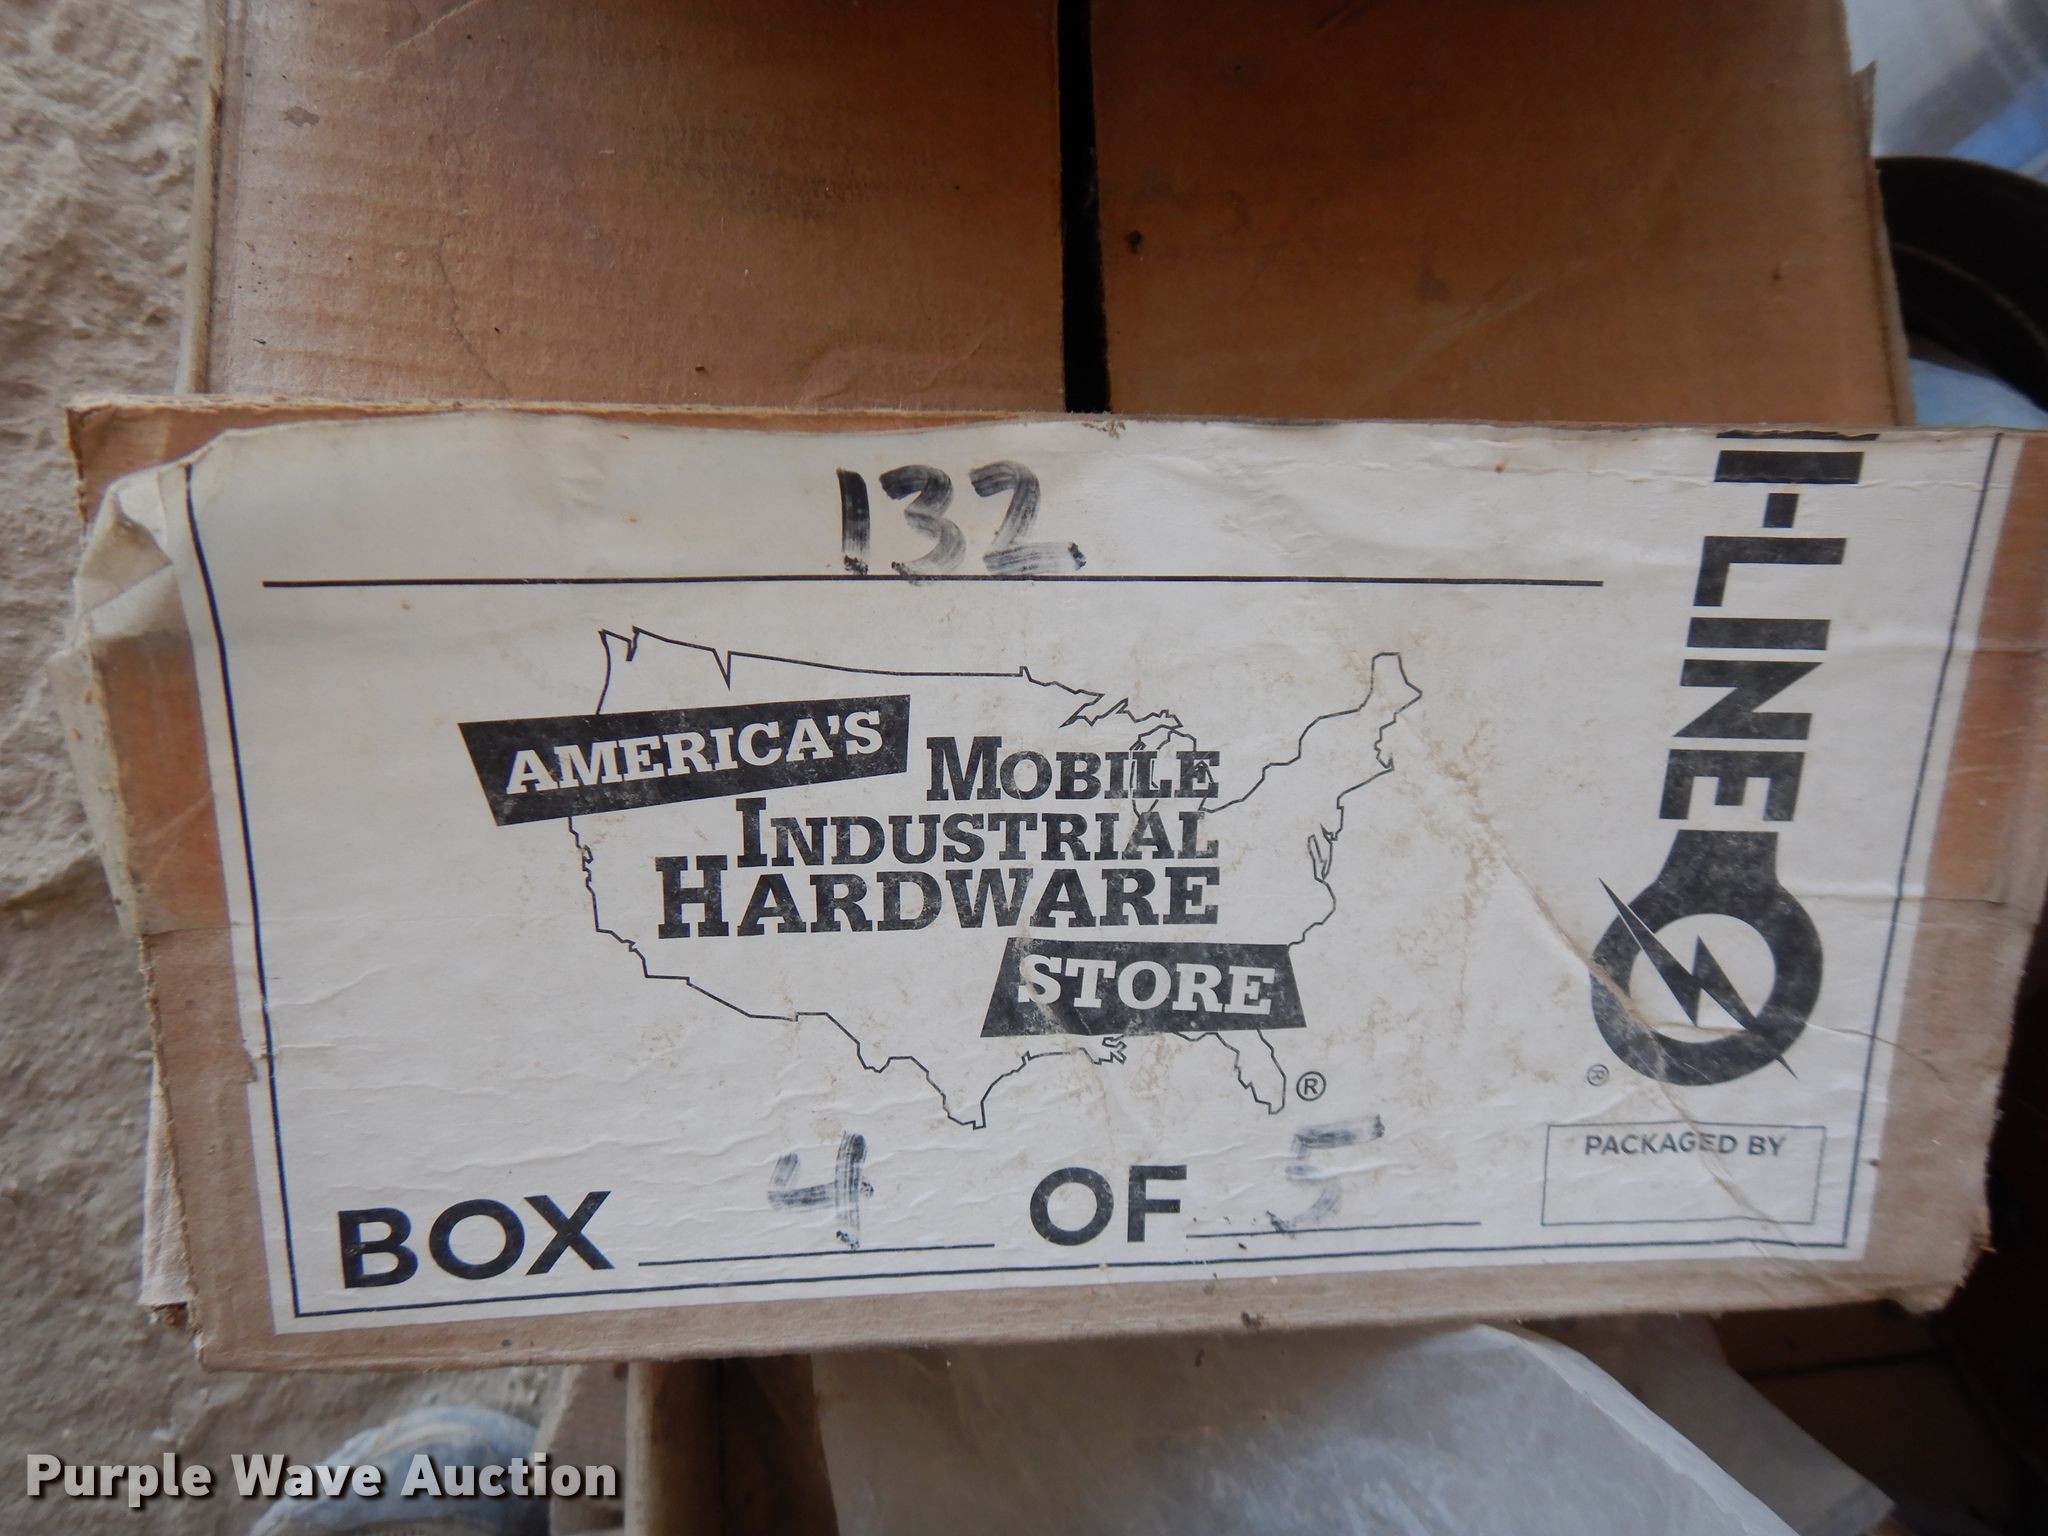 132
AMERICA'S
MOBILE
INDUSTRIAL
HARDWARE
STORE
®
BOX 4 OF 5
I-LINE
®
PACKAGED BY
Purple Wave Auction